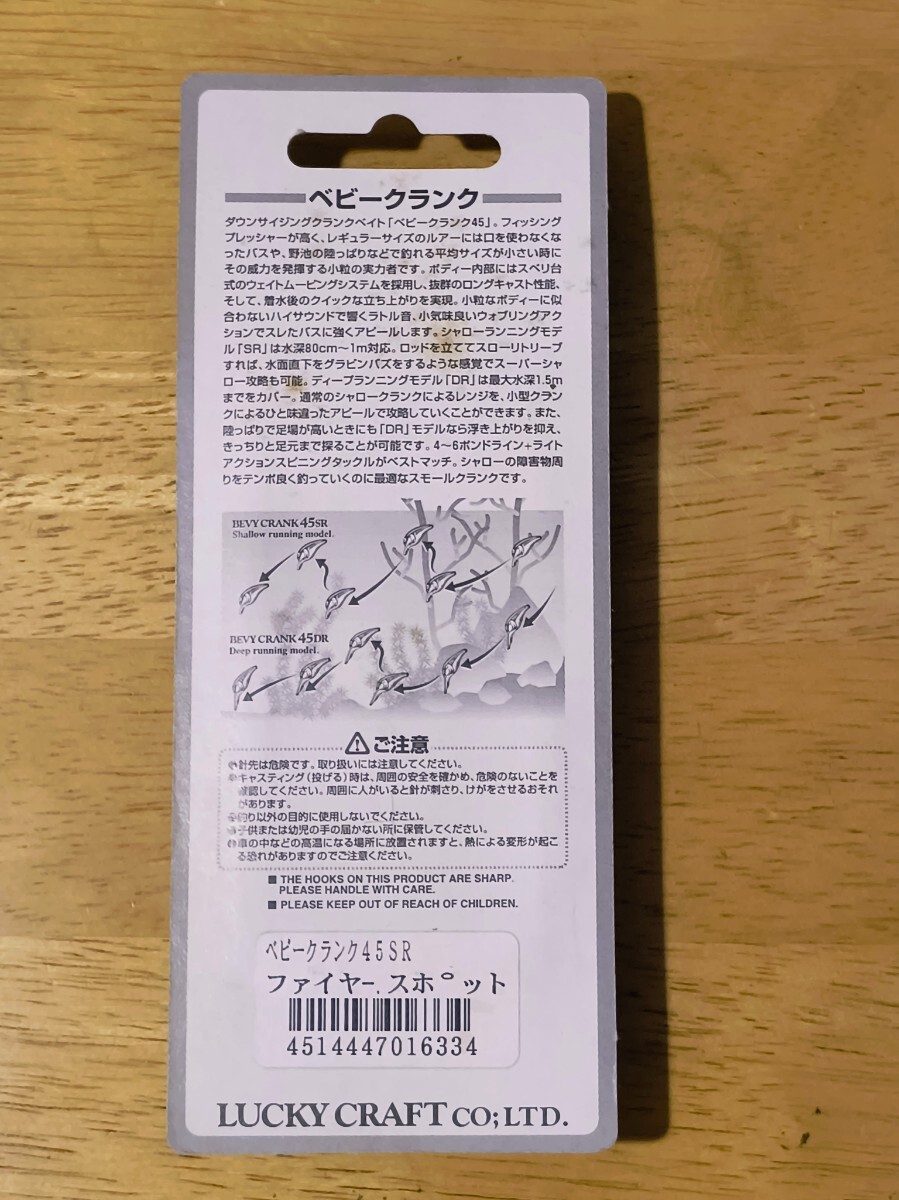 ベビークランク
ダウンサイジングクランクベイト「ベビークランク45」。フィッシング
プレッシャーが高く、レギュラーサイズのルアーには口を使わなくな
ったバスや、野池の陸っぱりなどで釣れる平均サイズが小さい時に
その威力を発揮する小粒の実力者です。ボディー内部にはスベリ台
式のウェイトムービングシステムを採用し、抜群のロングキャスト性能、
そして、着水後のクイックな立ち上がりを実現。小粒なボディーに似
合わないハイサウンドで響くラトル音、小気味良いウォブリングアク
ションでスレたバスに強くアピールします。シャローランニングモデ
ル「SR」は水深80cm〜1m対応。ロッドを立ててスローリトリーブ
すれば、水面直下をグラビンバズをするような感覚でスーパーシャ
ロー攻略も可能。ディープランニングモデル「DR」は最大水深1.5m
までをカバー。通常のシャロークランクによるレンジを、小型クラン
クによるひと味違ったアピールで攻略していくことができます。また、
陸っぱりで足場が高いときにも「DR」モデルなら浮き上がりを抑え、
きっちりと足元まで探ることが可能です。4〜6ポンドライン+ライト
アクションスピニングタックルがベストマッチ。シャローの障害物周
りをテンポ良く釣っていくのに最適なスモールクランクです。
BEVY CRANK 45SR
Shallow running model.
BEVY CRANK 45DR
Deep running model.
⚠ご注意
●針先は危険です。取り扱いには注意してください。
●キャスティング(投げる)時は、周囲の安全を確かめ、危険のないことを
確認してください。周囲に人がいると針が刺さり、けがをさせるおそれ
があります。
●釣り以外の目的に使用しないでください。
●子供または幼児の手の届かない所に保管してください。
●車の中などの高温になる場所に放置されますと、熱による変形が起こ
る恐れがありますのでご注意ください。
■ THE HOOKS ON THIS PRODUCT ARE SHARP.
PLEASE HANDLE WITH CARE.
■ PLEASE KEEP OUT OF REACH OF CHILDREN.
ベビークランク45SR
ファイヤー.スホ゜ット
4514447016334
LUCKY CRAFT CO;LTD.